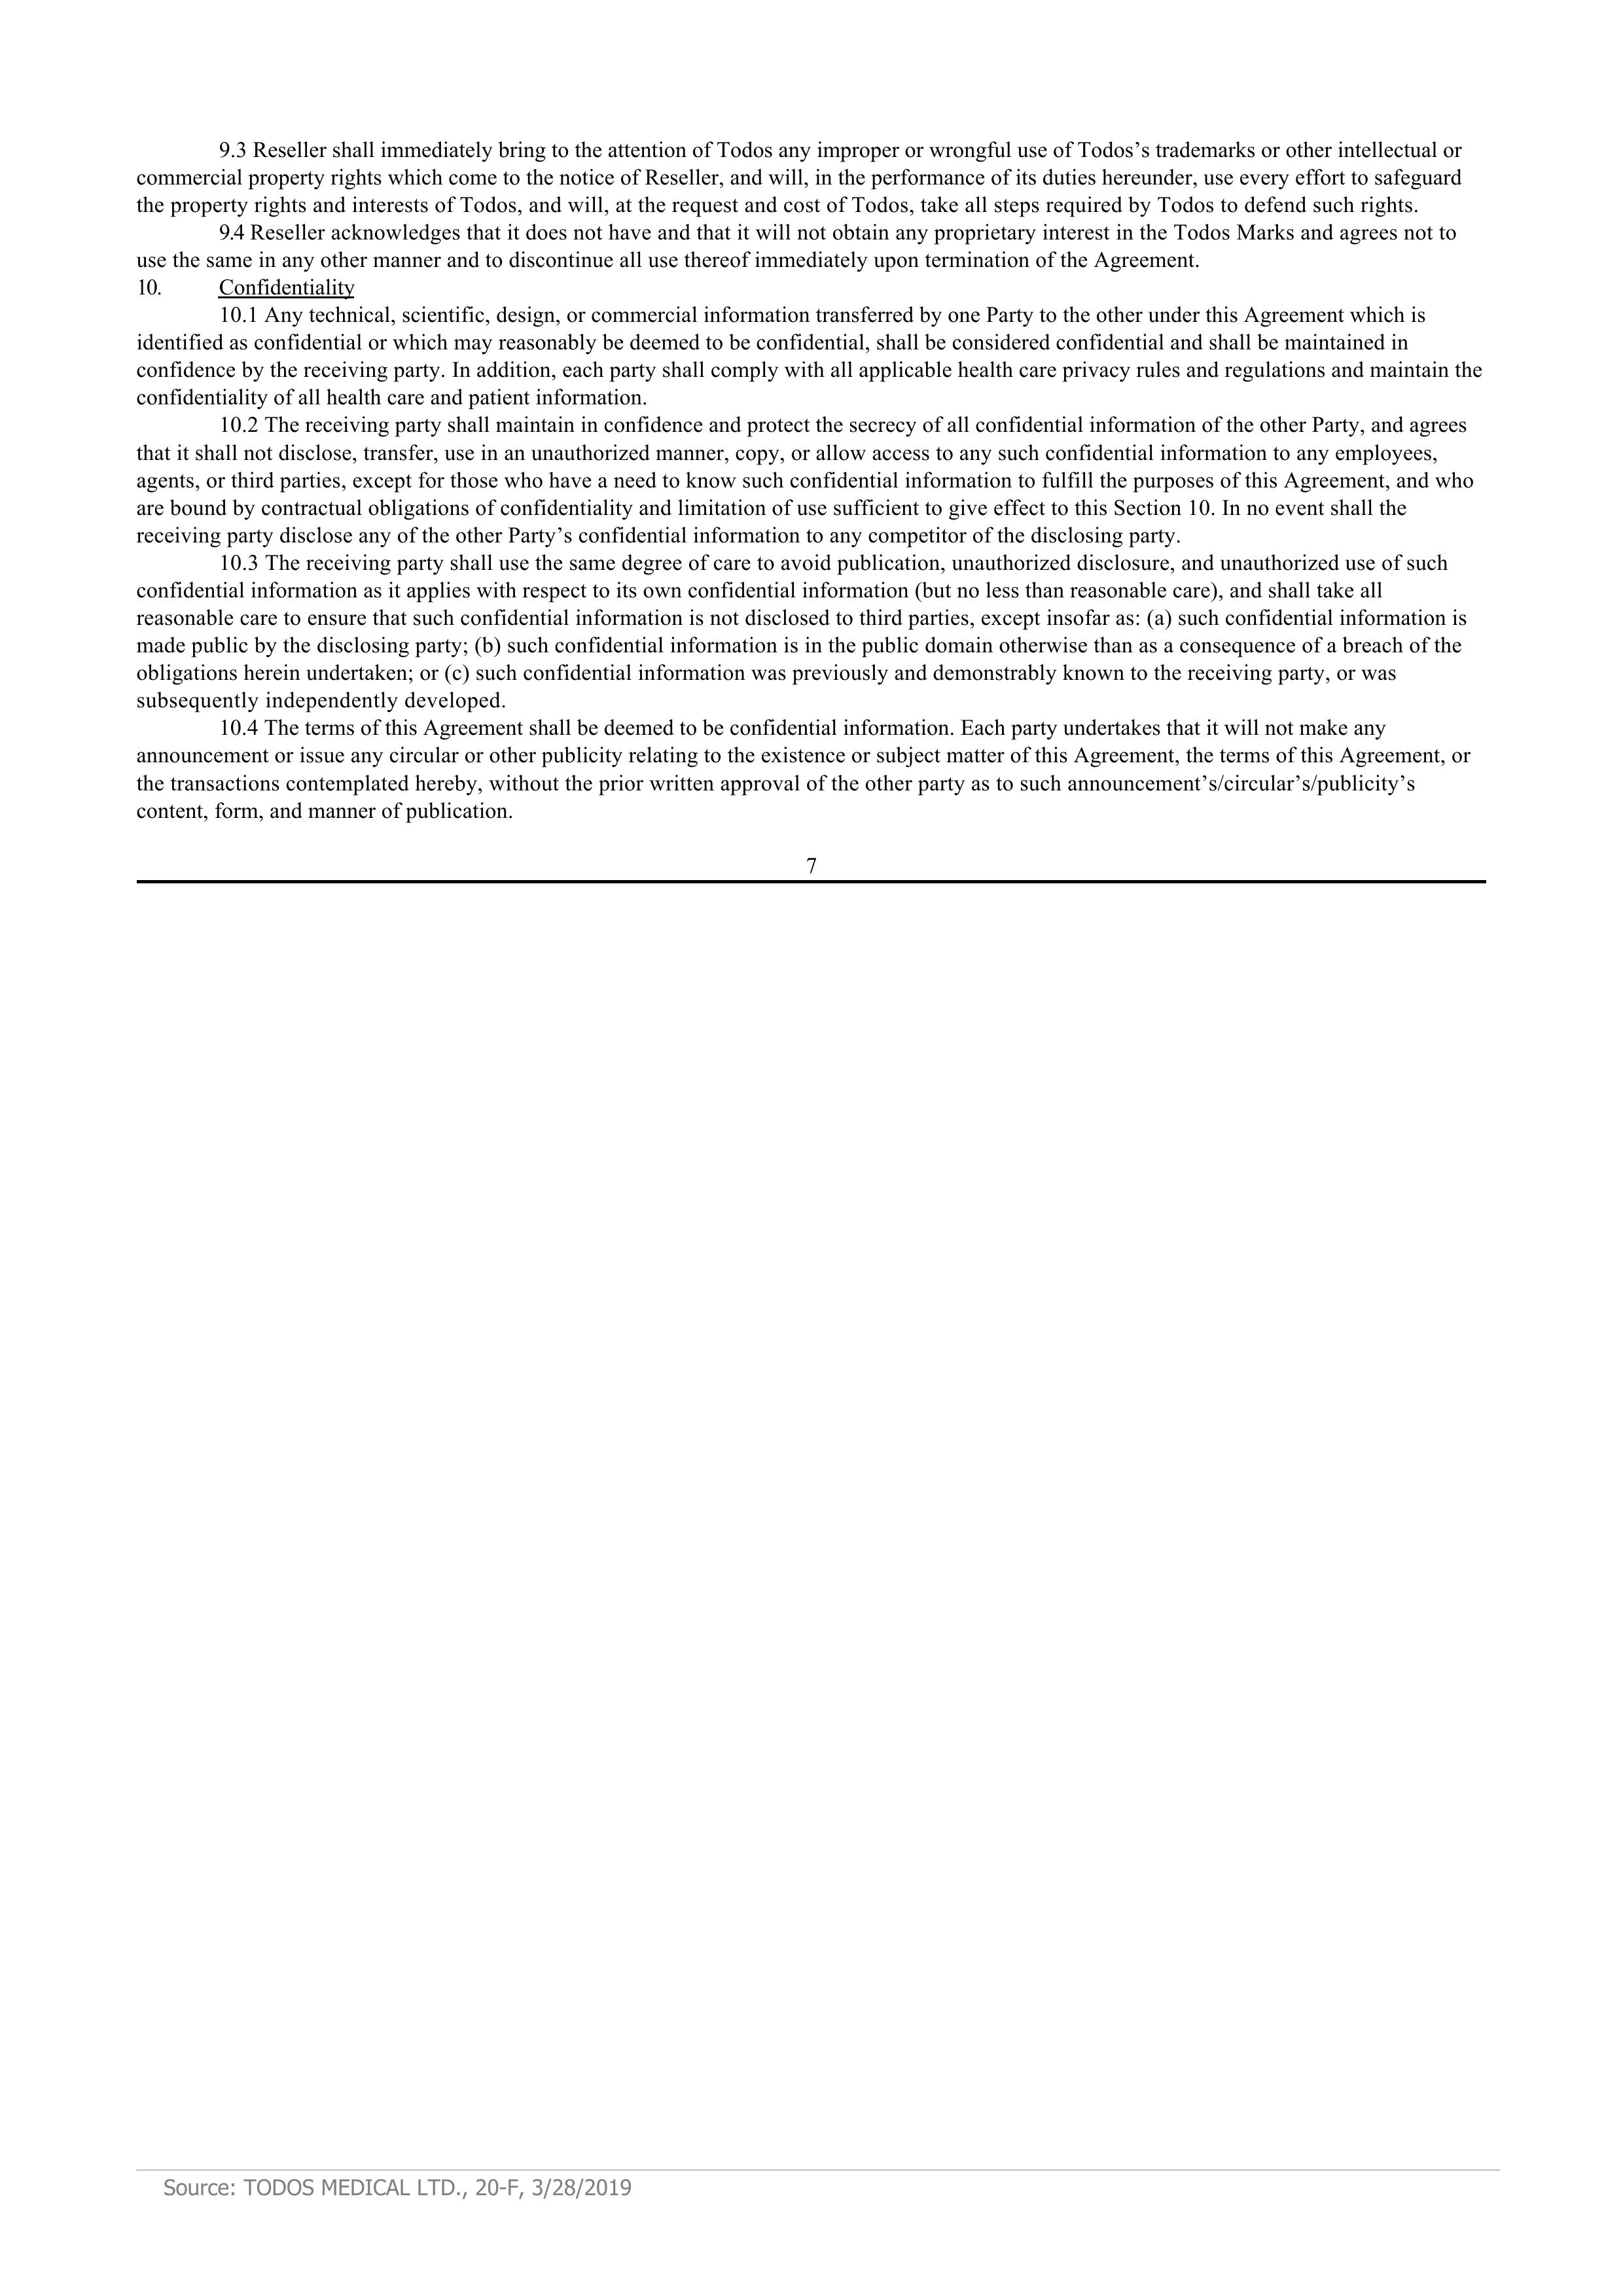 9.3 Reseller shall immediately bring to the attention of Todos any improper or wrongful use of Todos’s trademarks or other intellectual or
commercial property rights which come to the notice of Reseller, and will, in the performance of its duties hereunder, use every effort to safeguard
the property rights and interests of Todos, and will, at the request and cost of Todos, take all steps required by Todos to defend such rights.
9.4 Reseller acknowledges that it does not have and that it will not obtain any proprietary interest in the Todos Marks and agrees not to
use the same in any other manner and to discontinue all use thereof immediately upon termination of the Agreement.
10. Confidentiality
10.1 Any technical, scientific, design, or commercial information transferred by one Party to the other under this Agreement which is
identified as confidential or which may reasonably be deemed to be confidential, shall be considered confidential and shall be maintained in
confidence by the receiving party. In addition, each party shall comply with all applicable health care privacy rules and regulations and maintain the
confidentiality of all health care and patient information.
10.2 The receiving party shall maintain in confidence and protect the secrecy of all confidential information of the other Party, and agrees
that it shall not disclose, transfer, use in an unauthorized manner, copy, or allow access to any such confidential information to any employees,
agents, or third parties, except for those who have a need to know such confidential information to fulfill the purposes of this Agreement, and who
are bound by contractual obligations of confidentiality and limitation of use sufficient to give effect to this Section 10. In no event shall the
receiving party disclose any of the other Party’s confidential information to any competitor of the disclosing party.
10.3 The receiving party shall use the same degree of care to avoid publication, unauthorized disclosure, and unauthorized use of such
confidential information as it applies with respect to its own confidential information (but no less than reasonable care), and shall take all
reasonable care to ensure that such confidential information is not disclosed to third parties, except insofar as: (a) such confidential information is
made public by the disclosing party; (b) such confidential information is in the public domain otherwise than as a consequence of a breach of the
obligations herein undertaken; or (c) such confidential information was previously and demonstrably known to the receiving party, or was
subsequently independently developed.
10.4 The terms of this Agreement shall be deemed to be confidential information. Each party undertakes that it will not make any
announcement or issue any circular or other publicity relating to the existence or subject matter of this Agreement, the terms of this Agreement, or
the transactions contemplated hereby, without the prior written approval of the other party as to such announcement’s/circular’s/publicity’s
content, form, and manner of publication.
7
Source: TODOS MEDICAL LTD., 20-F, 3/28/2019